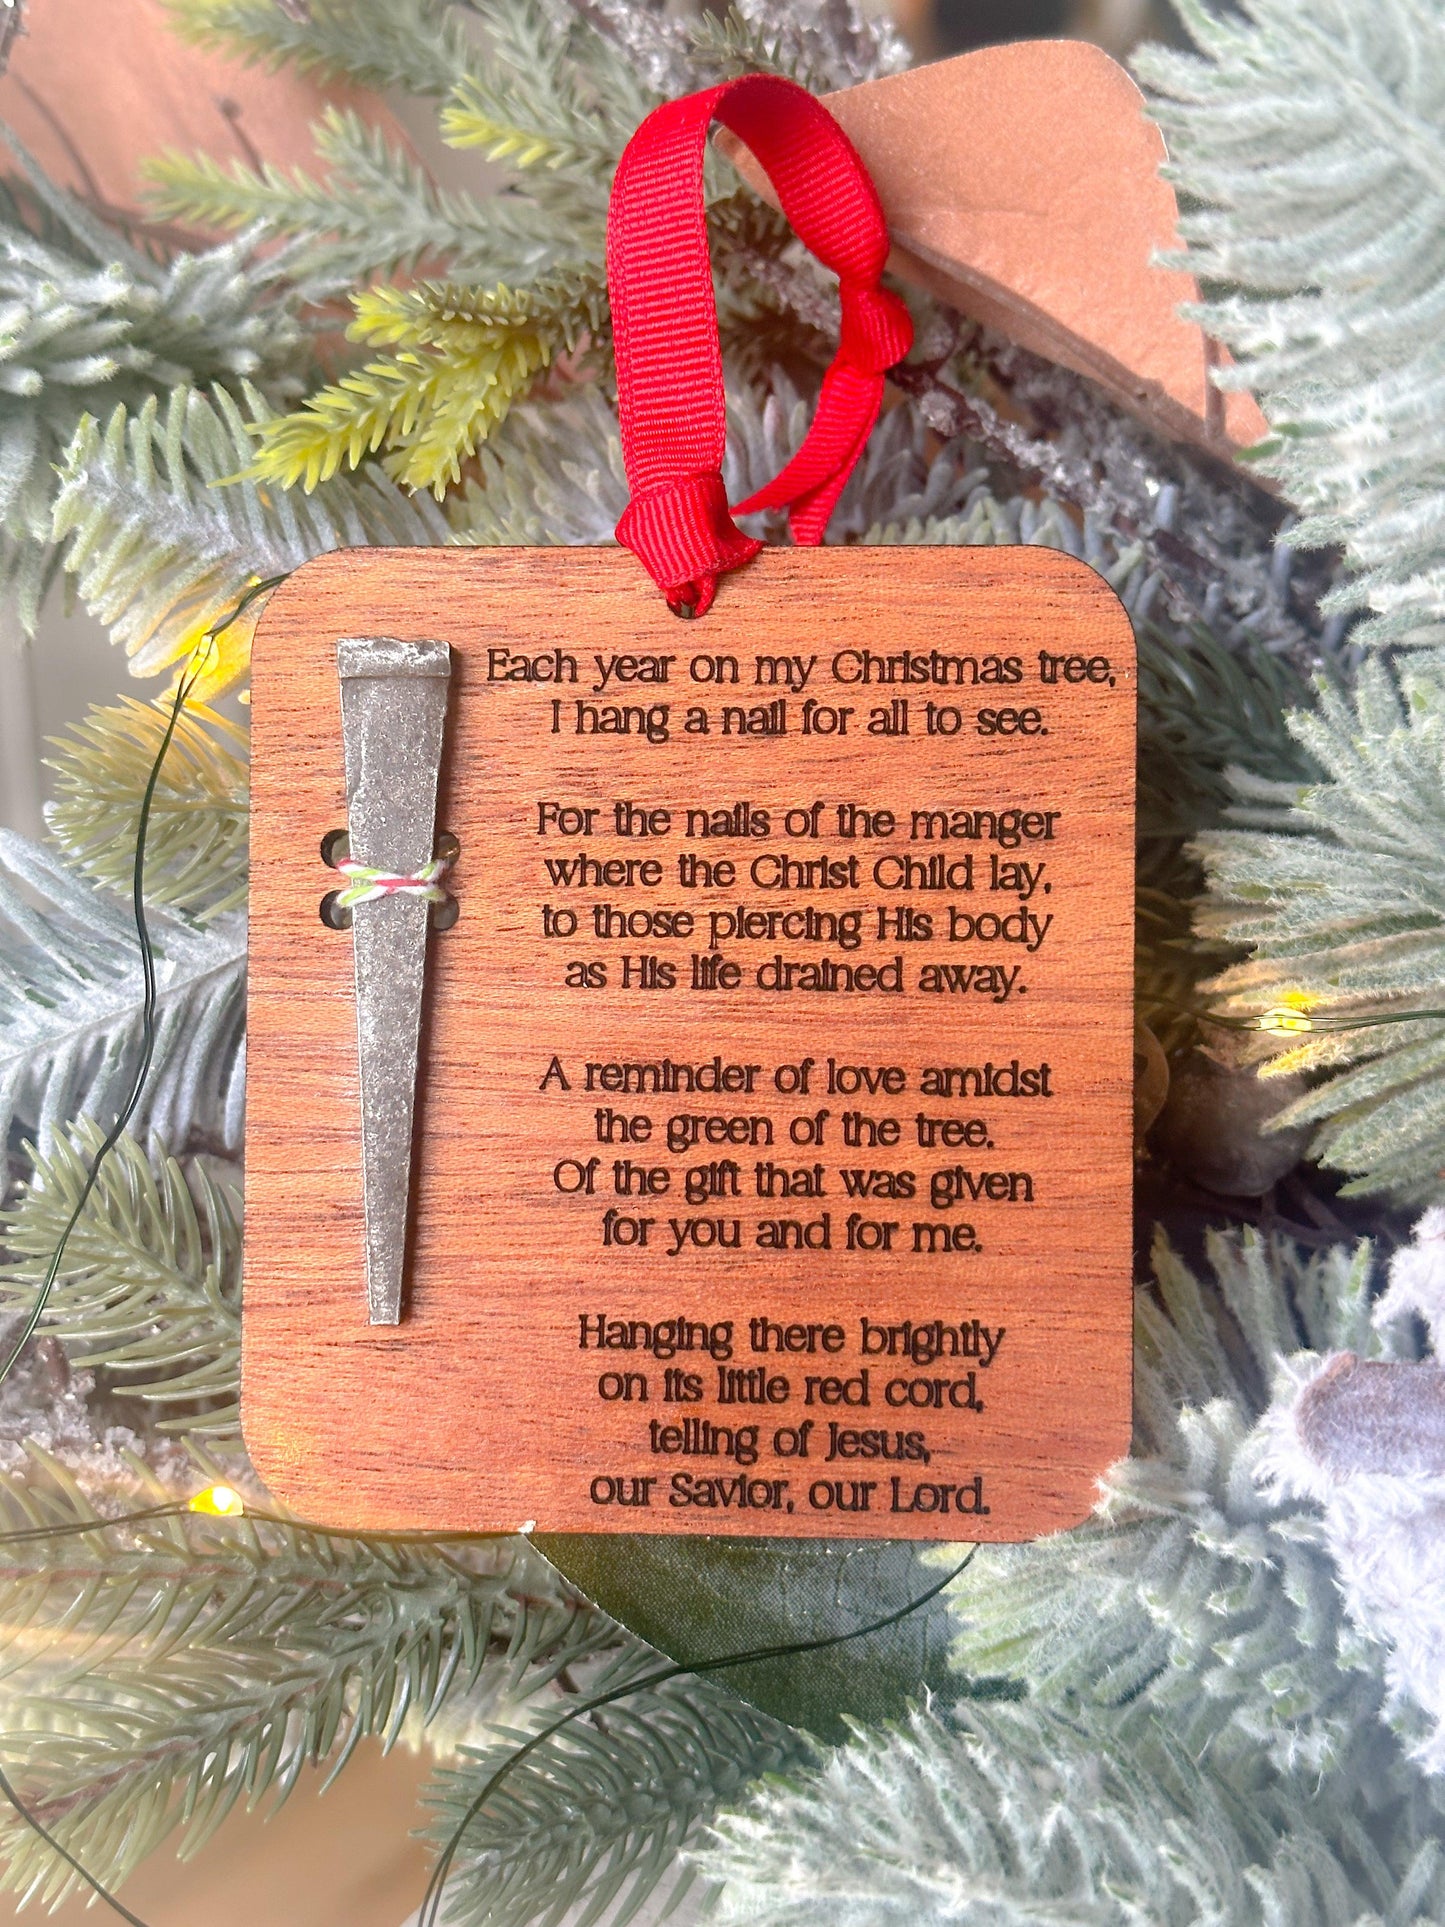 Each year on my Christmas tree,
I hang a nail for all to see.
For the nails of the manger
where the Christ Child lay,
to those piercing His body
as His life drained away.
A reminder of love amidst
the green of the tree.
Of the gift that was given
for you and for me.
Hanging there brightly
on its little red cord,
telling of Jesus,
our Savior, our Lord.